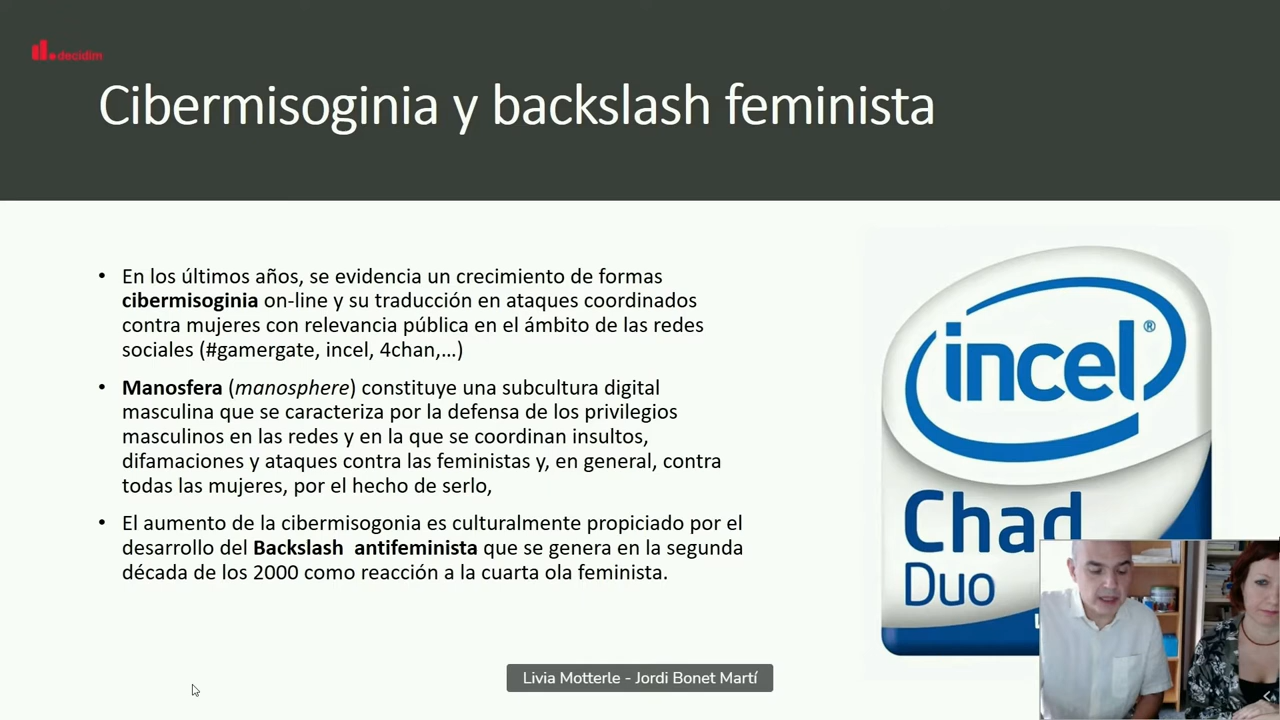 decidim
Cibermisoginia y backslash feminista
• En los últimos años, se evidencia un crecimiento de formas
cibermisoginia on-line y su traducción en ataques coordinados
contra mujeres con relevancia pública en el ámbito de las redes
sociales (#gamergate, incel, 4chan,...)
• Manosfera (manosphere) constituye una subcultura digital
masculina que se caracteriza por la defensa de los privilegios
masculinos en las redes y en la que se coordinan insultos,
difamaciones y ataques contra las feministas y, en general, contra
todas las mujeres, por el hecho de serlo,
• El aumento de la cibermisogonia es culturalmente propiciado por el
desarrollo del Backslash antifeminista que se genera en la segunda
década de los 2000 como reacción a la cuarta ola feminista.
incel®
Chad
Duo
Livia Motterle - Jordi Bonet Martí